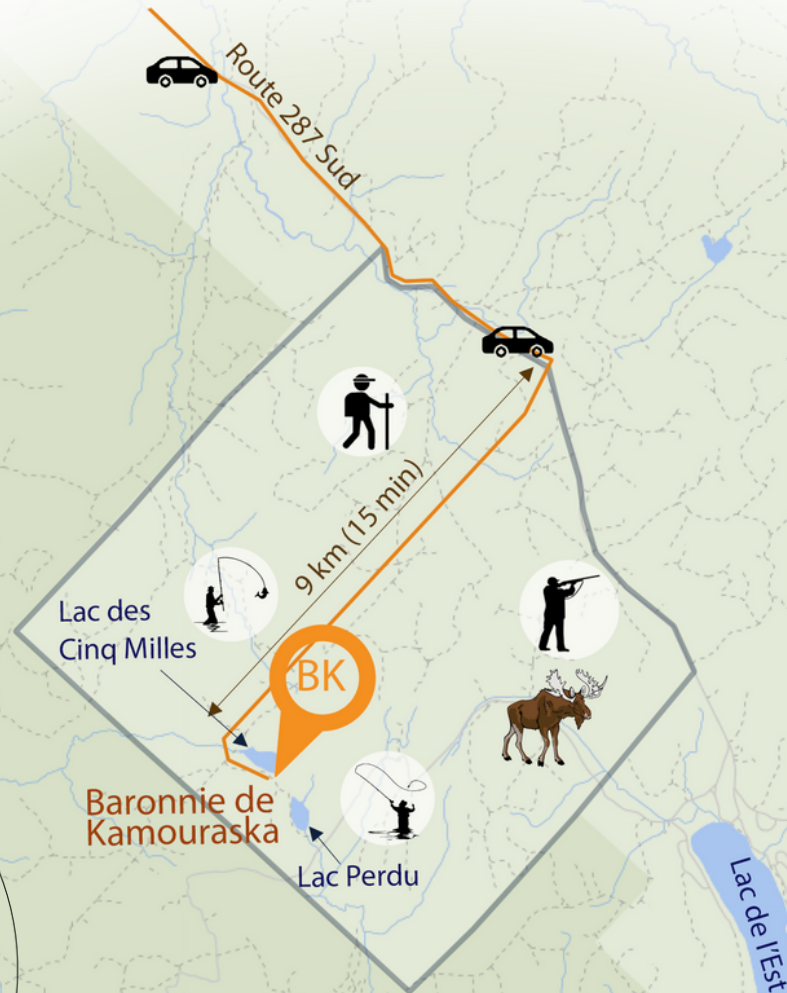 Route 287 Sud
9 km (15 min)
Lac des
Cinq Milles
BK
Baronnie de
Kamouraska
Lac Perdu
Lac de l'Est